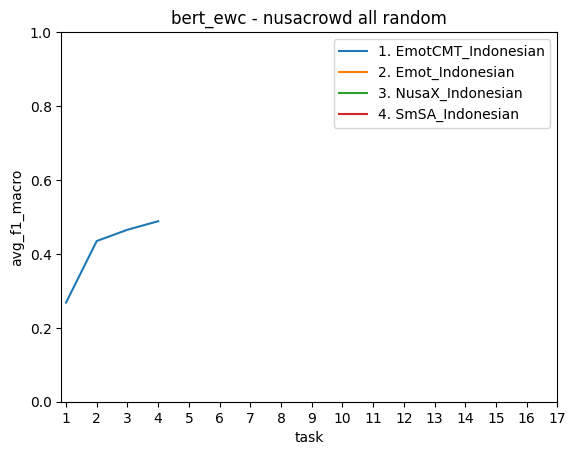 bert_ewc - nusacrowd all random
1.0
0.8
0.6
0.4
0.2
0.0
avg_f1_macro
1. EmotCMT_Indonesian
2. Emot_Indonesian
3. NusaX_Indonesian
4. SmSA_Indonesian
1 2 3 4 5 6 7 8 9 10 11 12 13 14 15 16 17
task